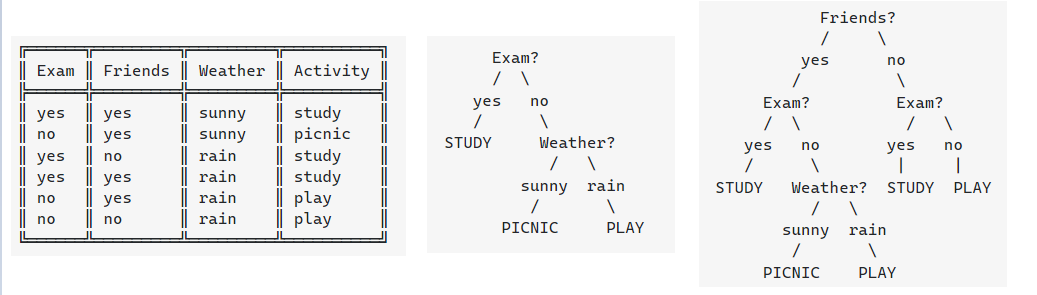 Exam Friends Weather Activity
yes yes sunny study
no yes sunny picnic
yes no rain study
yes yes rain study
no yes rain play
no no rain play
Exam?
yes no
STUDY Weather?
sunny rain
PICNIC PLAY
Friends?
yes no
Exam? Exam?
yes no yes no
STUDY Weather? STUDY PLAY
sunny rain
PICNIC PLAY